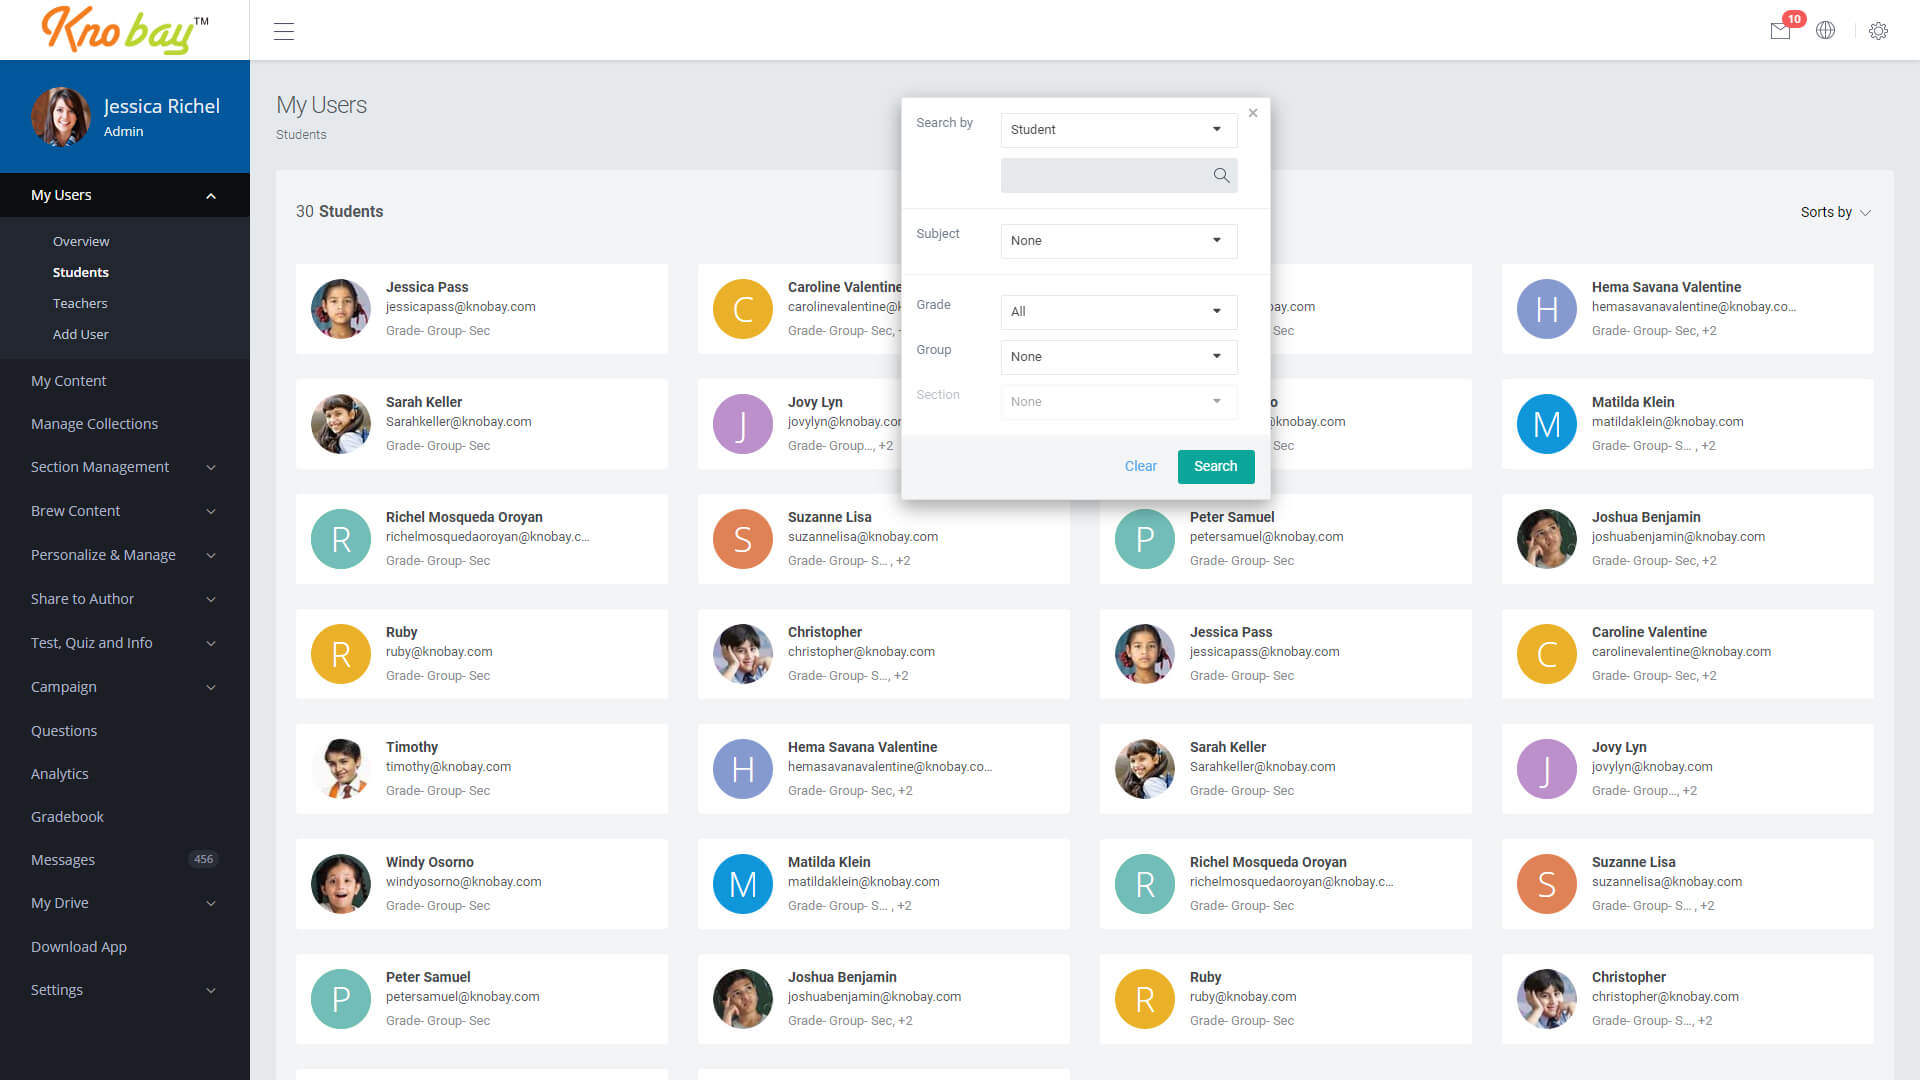 Kno bay™
10
Jessica Richel
Admin
My Users
Overview
Students
Teachers
Add User
My Content
Manage Collections
Section Management
Brew Content
Personalize & Manage
Share to Author
Test, Quiz and Info
Campaign
Questions
Analytics
Gradebook
Messages 456
My Drive
Download App
Settings
My Users
Students
30 Students
Sorts by
Search by Student
×
Subject None
Grade All
Group None
Section None
Clear Search
Jessica Pass
jessicapass@knobay.com
Grade- Group- Sec
Caroline Valentine
carolinevalentine@
Grade- Group- Sec,
ay.com
Sec
H
Hema Savana Valentine
hemasavanavalentine@knobay.co...
Grade- Group- Sec, +2
C
Sarah Keller
Sarahkeller@knobay.com
Grade- Group- Sec
J
Jovy Lyn
jovylyn@knobay.co
Grade- Group..., +2
o
knobay.com
Sec
M
Matilda Klein
matildaklein@knobay.com
Grade- Group- S... , +2
R
Richel Mosqueda Oroyan
richelmosquedaoroyan@knobay.c...
Grade- Group- Sec
S
Suzanne Lisa
suzannelisa@knobay.com
Grade- Group- S... , +2
P
Peter Samuel
petersamuel@knobay.com
Grade- Group- Sec
Joshua Benjamin
joshuabenjamin@knobay.com
Grade- Group- Sec, +2
R
Ruby
ruby@knobay.com
Grade- Group- Sec
Christopher
christopher@knobay.com
Grade- Group- S..., +2
Jessica Pass
jessicapass@knobay.com
Grade- Group- Sec
C
Caroline Valentine
carolinevalentine@knobay.com
Grade- Group- Sec, +2
Timothy
timothy@knobay.com
Grade- Group- Sec
H
Hema Savana Valentine
hemasavanavalentine@knobay.co...
Grade- Group- Sec, +2
Sarah Keller
Sarahkeller@knobay.com
Grade- Group- Sec
J
Jovy Lyn
jovylyn@knobay.com
Grade- Group..., +2
Windy Osorno
windyosorno@knobay.com
Grade- Group- Sec
M
Matilda Klein
matildaklein@knobay.com
Grade- Group- S... , +2
R
Richel Mosqueda Oroyan
richelmosquedaoroyan@knobay.c...
Grade- Group- Sec
S
Suzanne Lisa
suzannelisa@knobay.com
Grade- Group- S... , +2
P
Peter Samuel
petersamuel@knobay.com
Grade- Group- Sec
Joshua Benjamin
joshuabenjamin@knobay.com
Grade- Group- Sec, +2
R
Ruby
ruby@knobay.com
Grade- Group- Sec
Christopher
christopher@knobay.com
Grade- Group- S..., +2